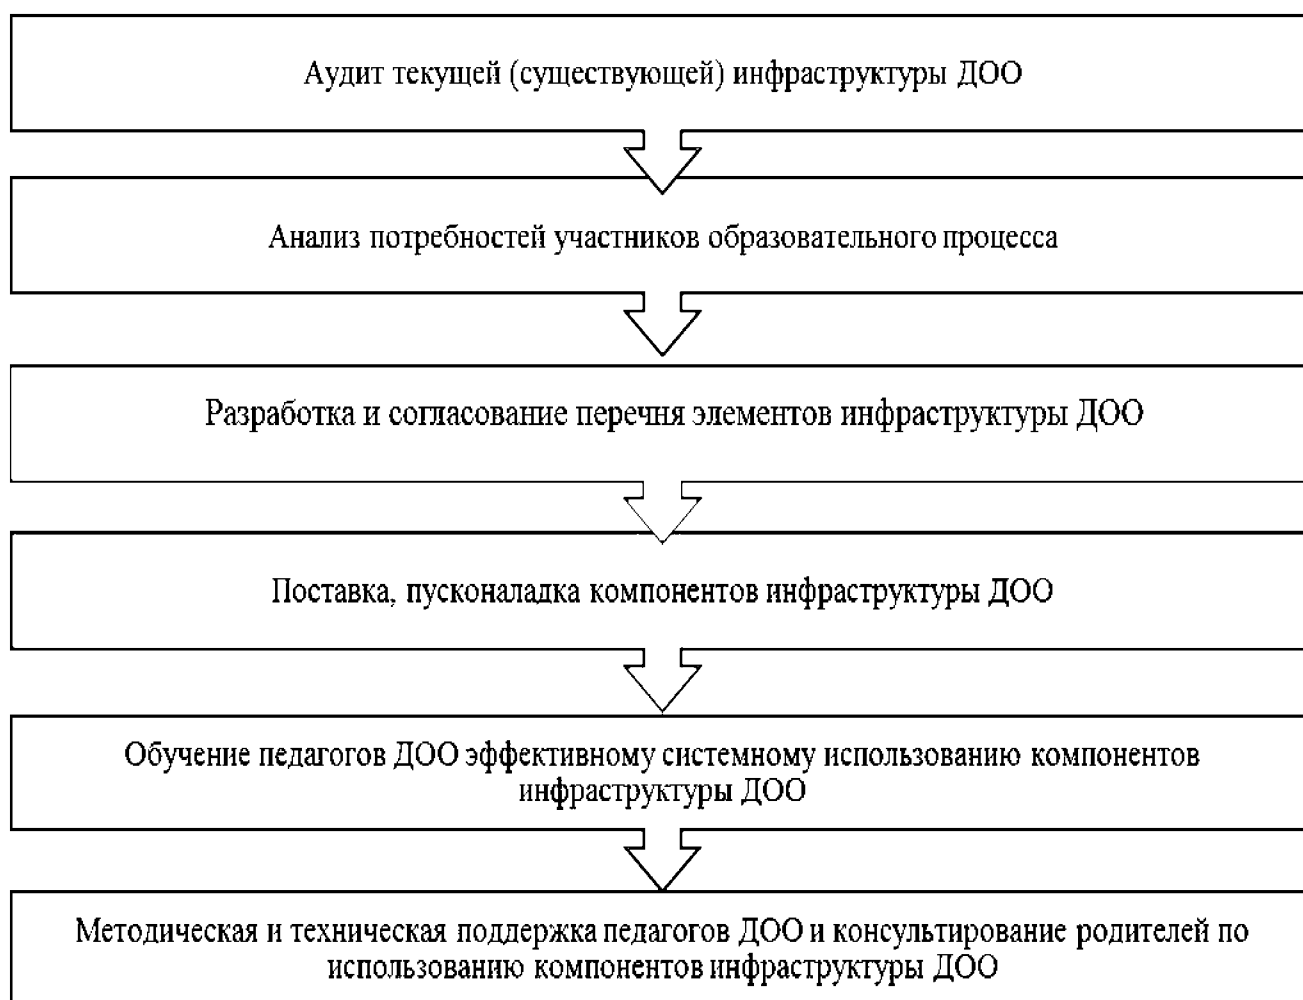 Аудит текущей (существующей) инфраструктуры ДОО
Анализ потребностей участников образовательного процесса
Разработка и согласование перечня элементов инфраструктуры ДОО
Поставка, пусконаладка компонентов инфраструктуры ДОО
Обучение педагогов ДОО эффективному системному использованию компонентов
инфраструктуры ДОО
Методическая и техническая поддержка педагогов ДОО и консультирование родителей по
использованию компонентов инфраструктуры ДОО